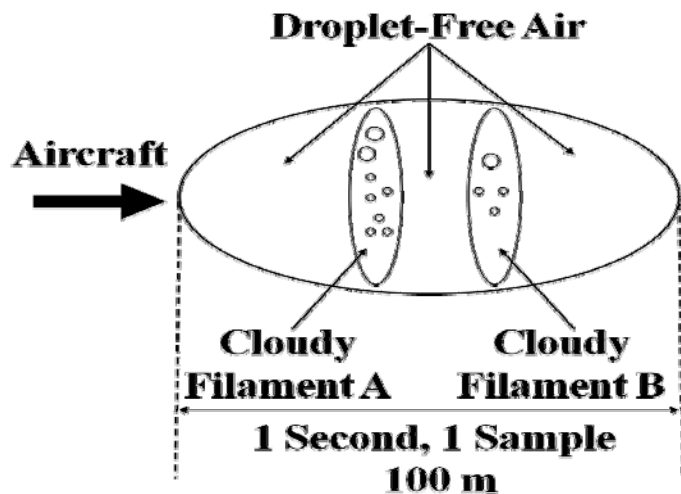 Droplet-Free Air
Aircraft
Cloudy
Filament A
Cloudy
Filament B
1 Second, 1 Sample
100 m